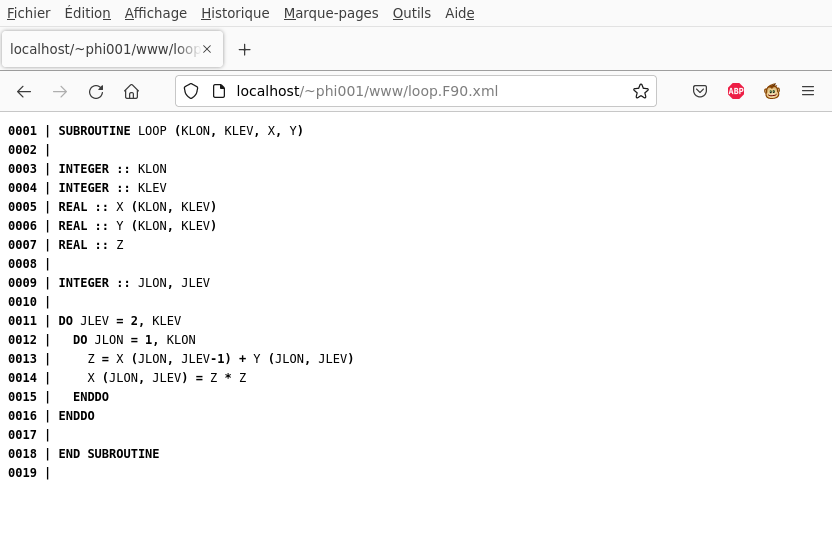 Fichier Édition Affichage Historique Marque-pages Outils Aide
localhost/~phi001/www/loop
localhost/~phi001/www/loop.F90.xml
ABP
0001 | SUBROUTINE LOOP (KLON, KLEV, X, Y)
0002 |
0003 | INTEGER :: KLON
0004 | INTEGER :: KLEV
0005 | REAL :: X (KLON, KLEV)
0006 | REAL :: Y (KLON, KLEV)
0007 | REAL :: Z
0008 |
0009 | INTEGER :: JLON, JLEV
0010 |
0011 | DO JLEV = 2, KLEV
0012 |   DO JLON = 1, KLON
0013 |     Z = X (JLON, JLEV-1) + Y (JLON, JLEV)
0014 |     X (JLON, JLEV) = Z * Z
0015 |   ENDDO
0016 | ENDDO
0017 |
0018 | END SUBROUTINE
0019 |